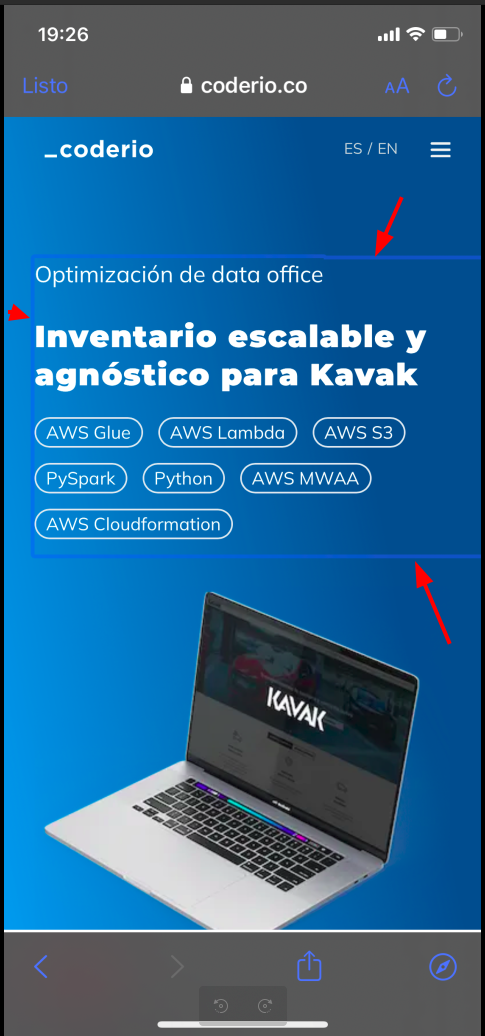 19:26
Listo
coderio.co
AA
_coderio
ES / EN
Optimización de data office
Inventario escalable y
agnóstico para Kavak
AWS Glue
AWS Lambda
AWS S3
PySpark
Python
AWS MWAA
AWS Cloudformation
KAVAK